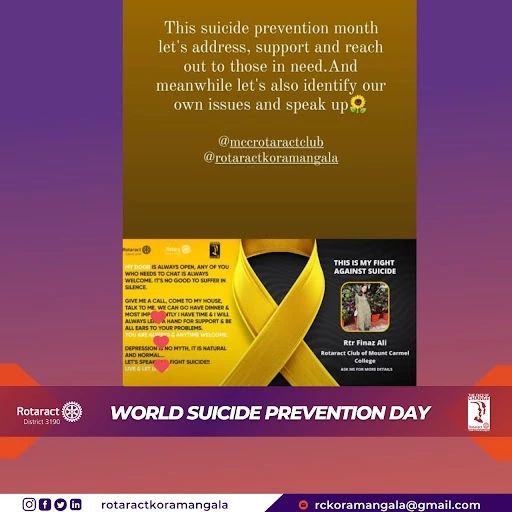 This suicide prevention month
let's address, support and reach
out to those in need.And
meanwhile let's also identify our
own issues and speak up
@mccrotaractclub
@rotaractkoramangala
Rotaract
MY DOOR IS ALWAYS OPEN, ANY OF YOU
WHO NEEDS TO CHAT IS ALWAYS
WELCOME. IT'S NO GOOD TO SUFFER IN
SILENCE.
GIVE ME A CALL, COME TO MY HOUSE,
TALK TO ME. WE CAN GO HAVE DINNER &
MOST I HAVE TIME & I WILL
ALWAYS A HAND FOR SUPPORT & BE
ALL EARS TO YOUR PROBLEMS.
YOU ARE ANYTIME WELCOME.
DEPRESSION NO MYTH, IT IS NATURAL
AND NORMAL...
LET'S FIGHT SUICIDE!!
LIVE & LET
THIS IS MY FIGHT
AGAINST SUICIDE
Rtr Finaz Ali
Rotaract Club of Mount Carmel
College
ASK ME FOR MORE DETAILS
Rotaract
District 3190
WORLD SUICIDE PREVENTION DAY
rotaractkoramangala
rckoramangala@gmail.com